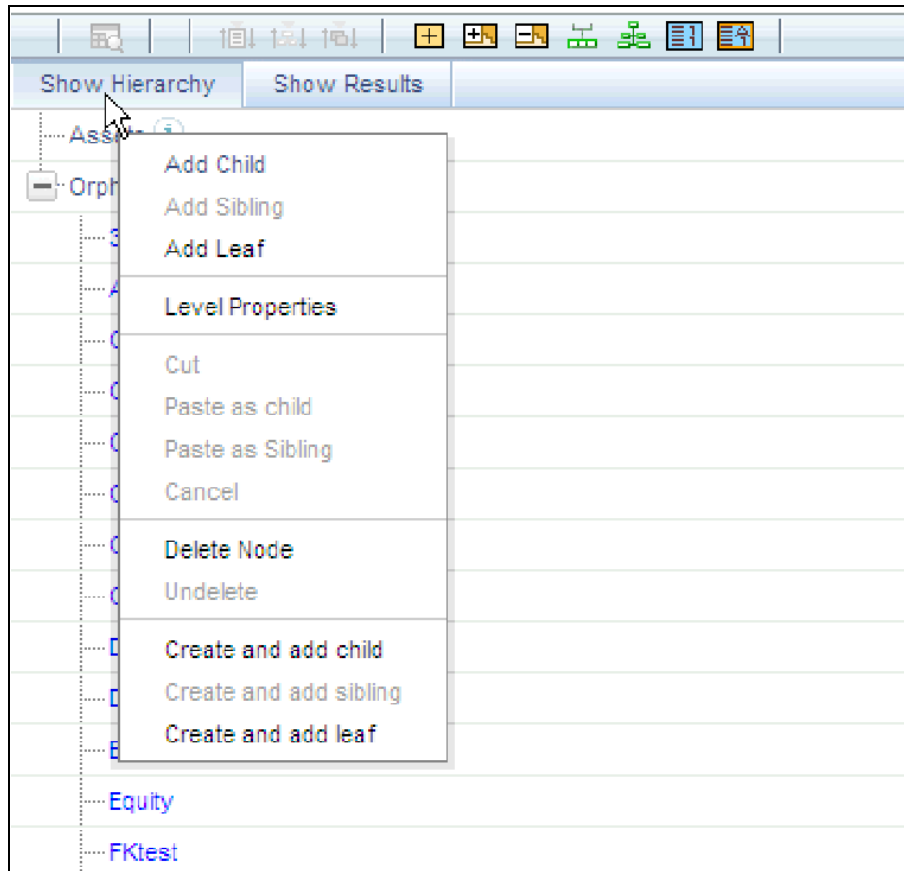 Show Hierarchy Show Results
Add Child
Add Sibling
Add Leaf
Level Properties
Cut
Paste as child
Paste as Sibling
Cancel
Delete Node
Undelete
Create and add child
Create and add sibling
Create and add leaf
Equity
FKtest